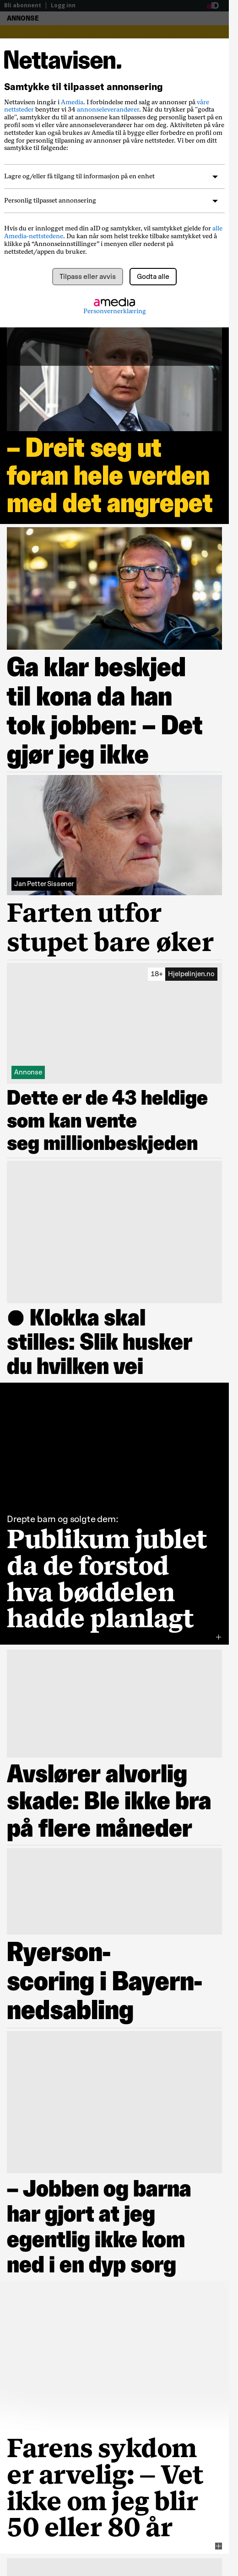 Bli abonnent | Logg inn
aID
ANNONSE
Nettavisen.
Samtykke til tilpasset annonsering
Nettavisen inngår i Amedia. I forbindelse med salg av annonser på våre
nettsteder benytter vi 34 annonseleverandører. Når du trykker på "godta
alle", samtykker du til at annonsører kan tilpasses deg personlig basert på en
profil. Informasjon om hvilke annonser du ser og besøkene dine på våre
nettsteder kan også brukes av Amedia til å bygge eller forbedre en profil om
deg for personlig tilpasning av annonser på våre nettsteder. Vi ber om ditt
samtykke til følgende:
Lagre og/eller få tilgang til informasjon på en enhet
Personlig tilpasset annonsering
Hvis du er innlogget med din aID og samtykker, vil samtykket gjelde for alle
Amedia-nettstedene. Du kan når som helst trekke tilbake samtykket ved å
klikke på “Annonseinnstillinger” i menyen eller nederst på
nettstedet/appen du bruker.
Tilpass eller avvis
Godta alle
amedia
Personvernerklæring
– Dreit seg ut
foran hele verden
med det angrepet
Ga klar beskjed
til kona da han
tok jobben: – Det
gjør jeg ikke
Jan Petter Sissener
Farten utfor
stupet bare øker
18+ Hjelpelinjen.no
Annonse
Dette er de 43 heldige
som kan vente
seg millionbeskjeden
● Klokka skal
stilles: Slik husker
du hvilken vei
Drepte barn og solgte dem:
Publikum jublet
da de forstod
hva bøddelen
hadde planlagt
Avslører alvorlig
skade: Ble ikke bra
på flere måneder
Ryerson-
scoring i Bayern-
nedsabling
– Jobben og barna
har gjort at jeg
egentlig ikke kom
ned i en dyp sorg
Farens sykdom
er arvelig: – Vet
ikke om jeg blir
50 eller 80 år